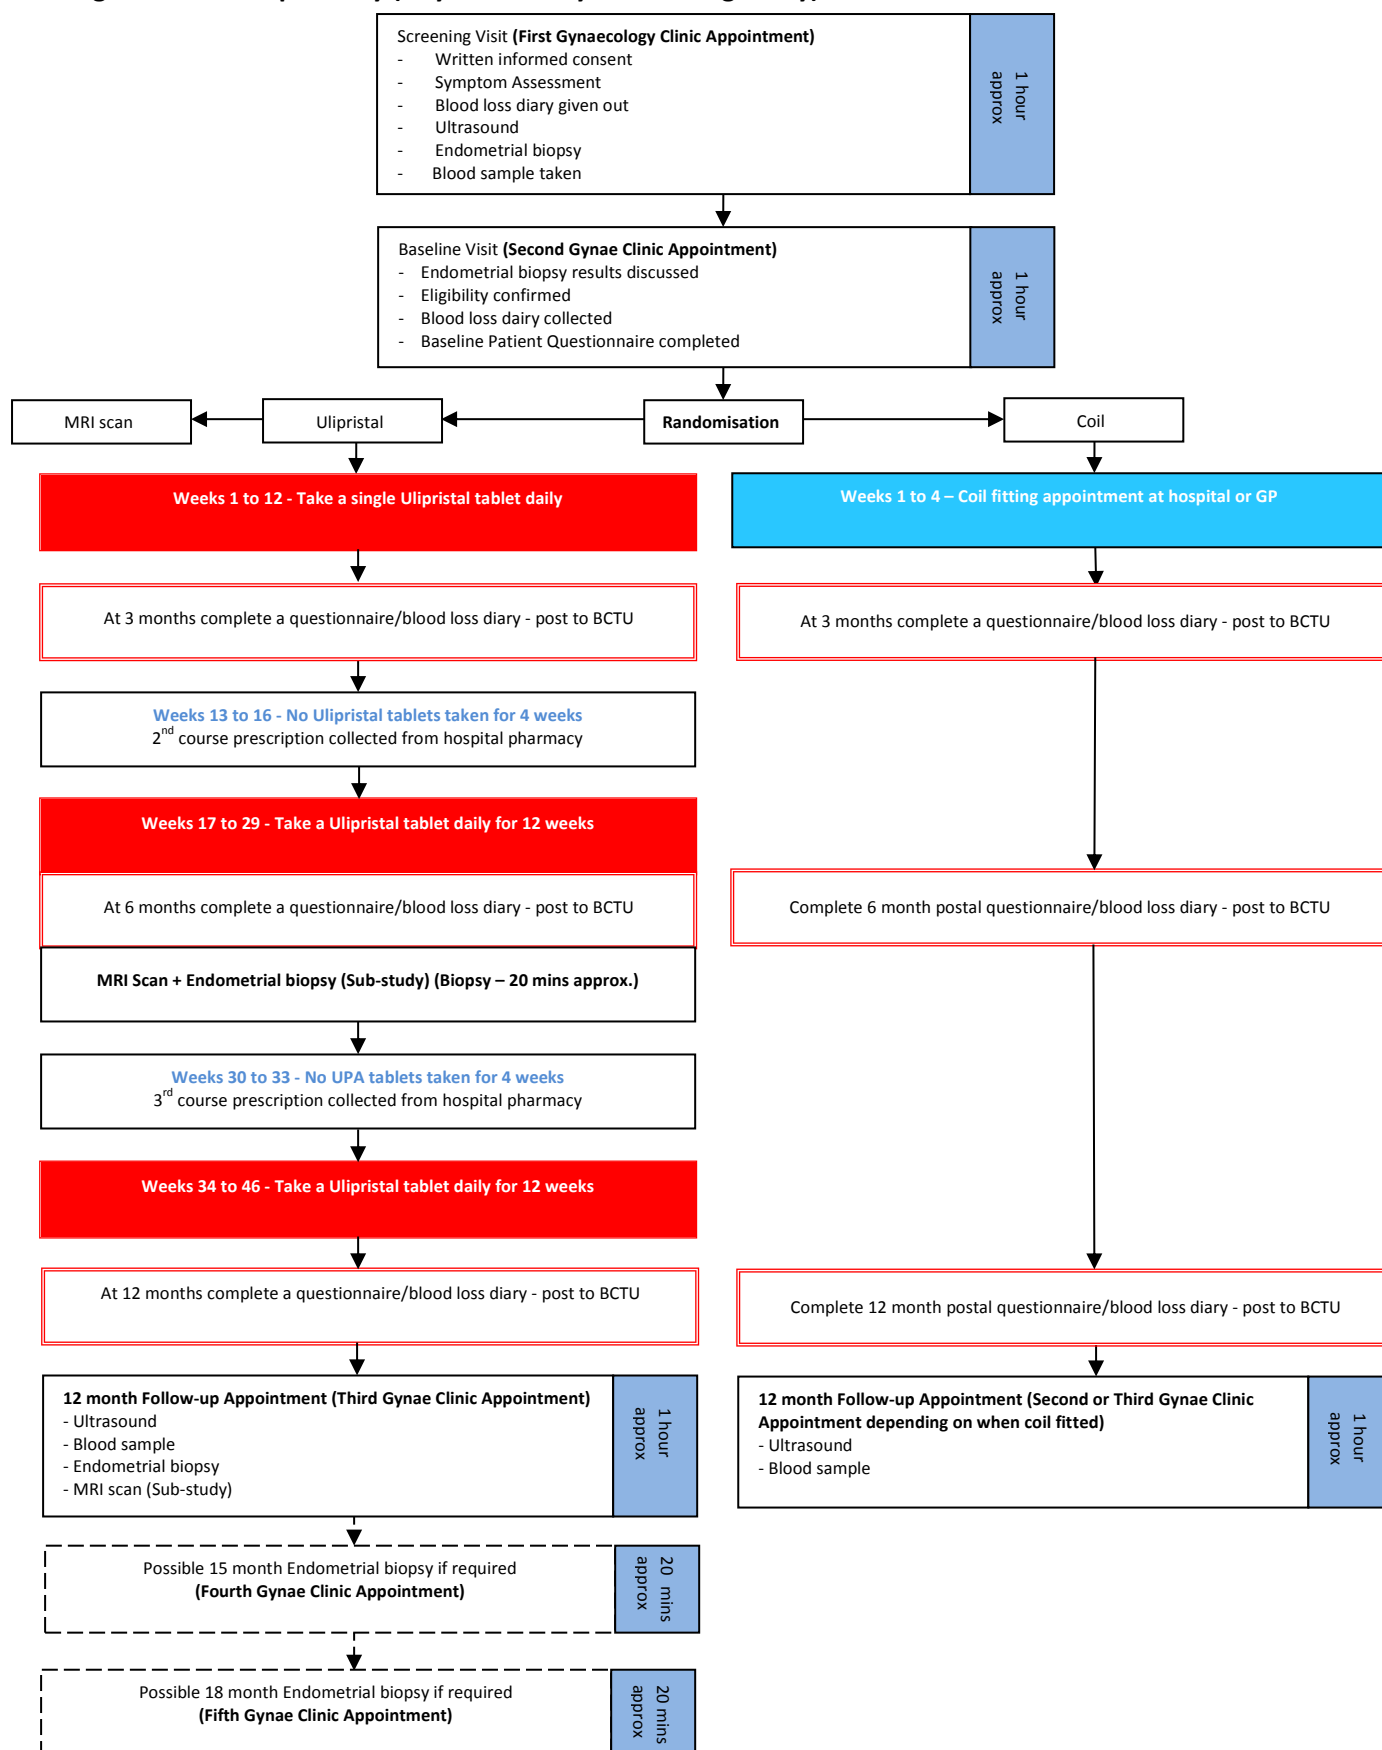 Screening Visit (First Gynaecology Clinic Appointment)
- Written informed consent
- Symptom Assessment
- Blood loss diary given out
- Ultrasound
- Endometrial biopsy
- Blood sample taken
1 hour
approx
Baseline Visit (Second Gynae Clinic Appointment)
- Endometrial biopsy results discussed
- Eligibility confirmed
- Blood loss dairy collected
- Baseline Patient Questionnaire completed
1 hour
approx
MRI scan
Ulipristal
Randomisation
Coil
Weeks 1 to 12 - Take a single Ulipristal tablet daily
Weeks 1 to 4 – Coil fitting appointment at hospital or GP
At 3 months complete a questionnaire/blood loss diary - post to BCTU
At 3 months complete a questionnaire/blood loss diary - post to BCTU
Weeks 13 to 16 - No Ulipristal tablets taken for 4 weeks
2nd course prescription collected from hospital pharmacy
Weeks 17 to 29 - Take a Ulipristal tablet daily for 12 weeks
At 6 months complete a questionnaire/blood loss diary - post to BCTU
Complete 6 month postal questionnaire/blood loss diary - post to BCTU
MRI Scan + Endometrial biopsy (Sub-study) (Biopsy – 20 mins approx.)
Weeks 30 to 33 - No UPA tablets taken for 4 weeks
3rd course prescription collected from hospital pharmacy
Weeks 34 to 46 - Take a Ulipristal tablet daily for 12 weeks
At 12 months complete a questionnaire/blood loss diary - post to BCTU
Complete 12 month postal questionnaire/blood loss diary - post to BCTU
12 month Follow-up Appointment (Third Gynae Clinic Appointment)
- Ultrasound
- Blood sample
- Endometrial biopsy
- MRI scan (Sub-study)
1 hour
approx
12 month Follow-up Appointment (Second or Third Gynae Clinic
Appointment depending on when coil fitted)
- Ultrasound
- Blood sample
1 hour
approx
Possible 15 month Endometrial biopsy if required
(Fourth Gynae Clinic Appointment)
20 mins
approx
Possible 18 month Endometrial biopsy if required
(Fifth Gynae Clinic Appointment)
20 mins
approx